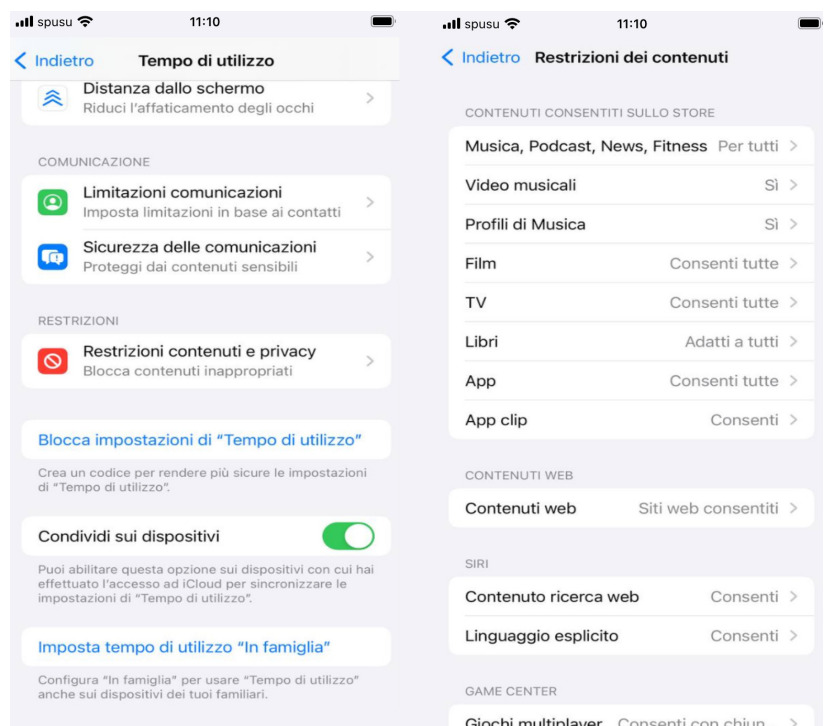 spusu 11:10
Indietro Tempo di utilizzo
Distanza dallo schermo
Riduci l'affaticamento degli occhi
COMUNICAZIONE
Limitazioni comunicazioni
Imposta limitazioni in base ai contatti
Sicurezza delle comunicazioni
Proteggi dai contenuti sensibili
RESTRIZIONI
Restrizioni contenuti e privacy
Blocca contenuti inappropriati
Blocca impostazioni di “Tempo di utilizzo”
Crea un codice per rendere più sicure le impostazioni
di “Tempo di utilizzo”.
Condividi sui dispositivi
Puoi abilitare questa opzione sui dispositivi con cui hai
effettuato l'accesso ad iCloud per sincronizzare le
impostazioni di “Tempo di utilizzo”.
Imposta tempo di utilizzo “In famiglia”
Configura “In famiglia” per usare “Tempo di utilizzo”
anche sui dispositivi dei tuoi familiari.
spusu 11:10
Indietro Restrizioni dei contenuti
CONTENUTI CONSENTITI SULLO STORE
Musica, Podcast, News, Fitness Per tutti
Video musicali Sì
Profili di Musica Sì
Film Consenti tutte
TV Consenti tutte
Libri Adatti a tutti
App Consenti tutte
App clip Consenti
CONTENUTI WEB
Contenuti web Siti web consentiti
SIRI
Contenuto ricerca web Consenti
Linguaggio esplicito Consenti
GAME CENTER
Giochi multiplayer Consenti con chiun...